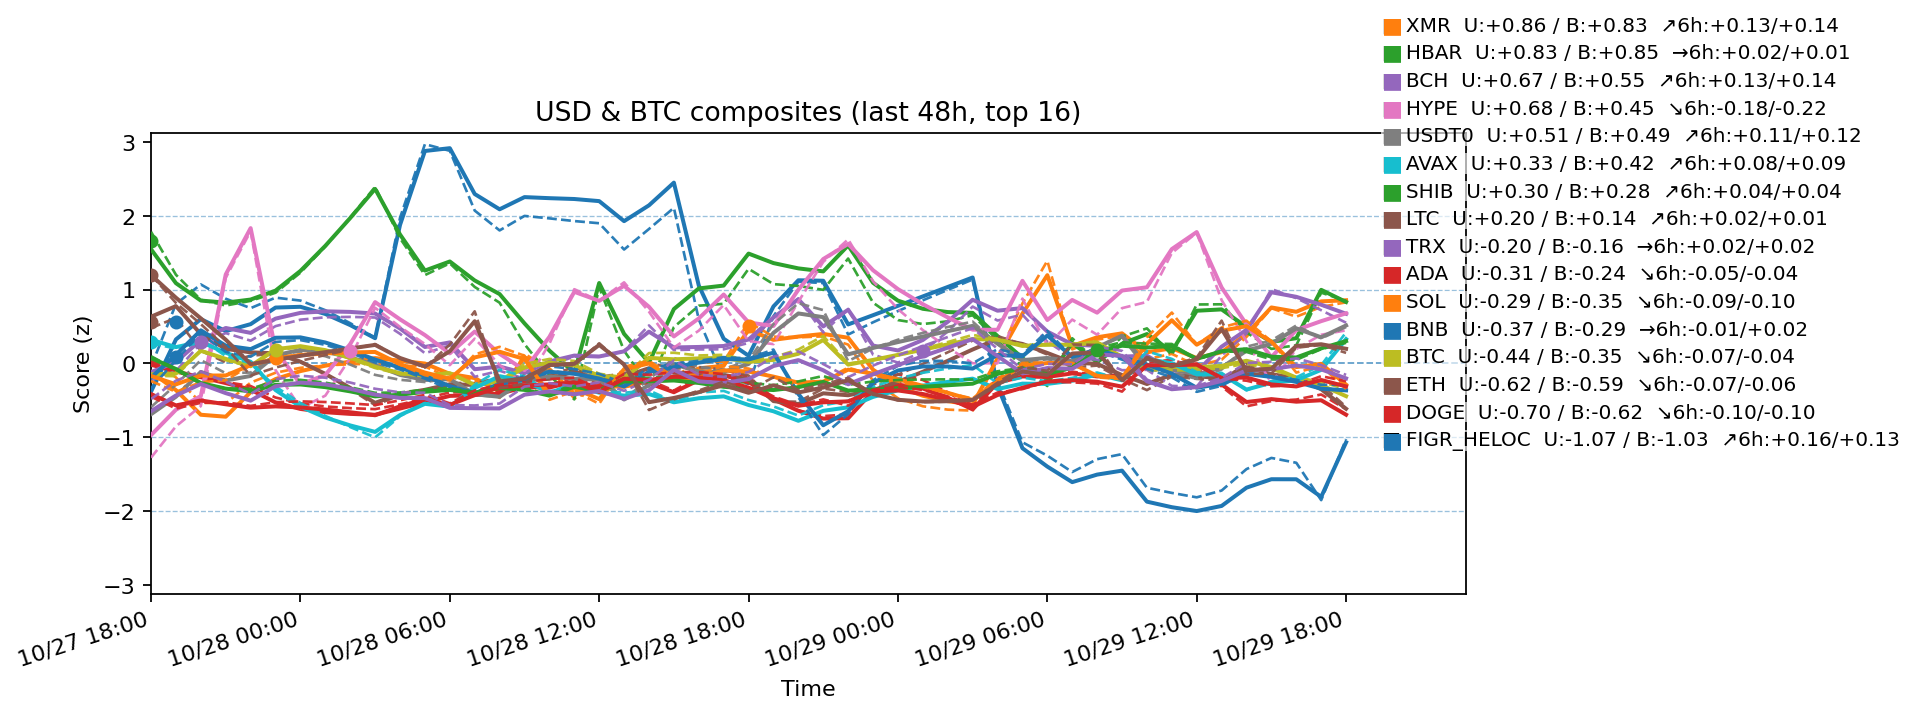 XMR  U:+0.86 / B:+0.83  ↗6h:+0.13/+0.14
HBAR  U:+0.83 / B:+0.85  →6h:+0.02/+0.01
BCH  U:+0.67 / B:+0.55  ↗6h:+0.13/+0.14
HYPE  U:+0.68 / B:+0.45  ↘6h:-0.18/-0.22
USDT0  U:+0.51 / B:+0.49  ↗6h:+0.11/+0.12
AVAX  U:+0.33 / B:+0.42  ↗6h:+0.08/+0.09
SHIB  U:+0.30 / B:+0.28  ↗6h:+0.04/+0.04
LTC  U:+0.20 / B:+0.14  ↗6h:+0.02/+0.01
TRX  U:-0.20 / B:-0.16  →6h:+0.02/+0.02
ADA  U:-0.31 / B:-0.24  ↘6h:-0.05/-0.04
SOL  U:-0.29 / B:-0.35  ↘6h:-0.09/-0.10
BNB  U:-0.37 / B:-0.29  →6h:-0.01/+0.02
BTC  U:-0.44 / B:-0.35  ↘6h:-0.07/-0.04
ETH  U:-0.62 / B:-0.59  ↘6h:-0.07/-0.06
DOGE  U:-0.70 / B:-0.62  ↘6h:-0.10/-0.10
FIGR_HELOC  U:-1.07 / B:-1.03  ↗6h:+0.16/+0.13
USD & BTC composites (last 48h, top 16)
Score (z)
3
2
1
0
−1
−2
−3
10/27 18:00
10/28 00:00
10/28 06:00
10/28 12:00
10/28 18:00
10/29 00:00
10/29 06:00
10/29 12:00
10/29 18:00
Time